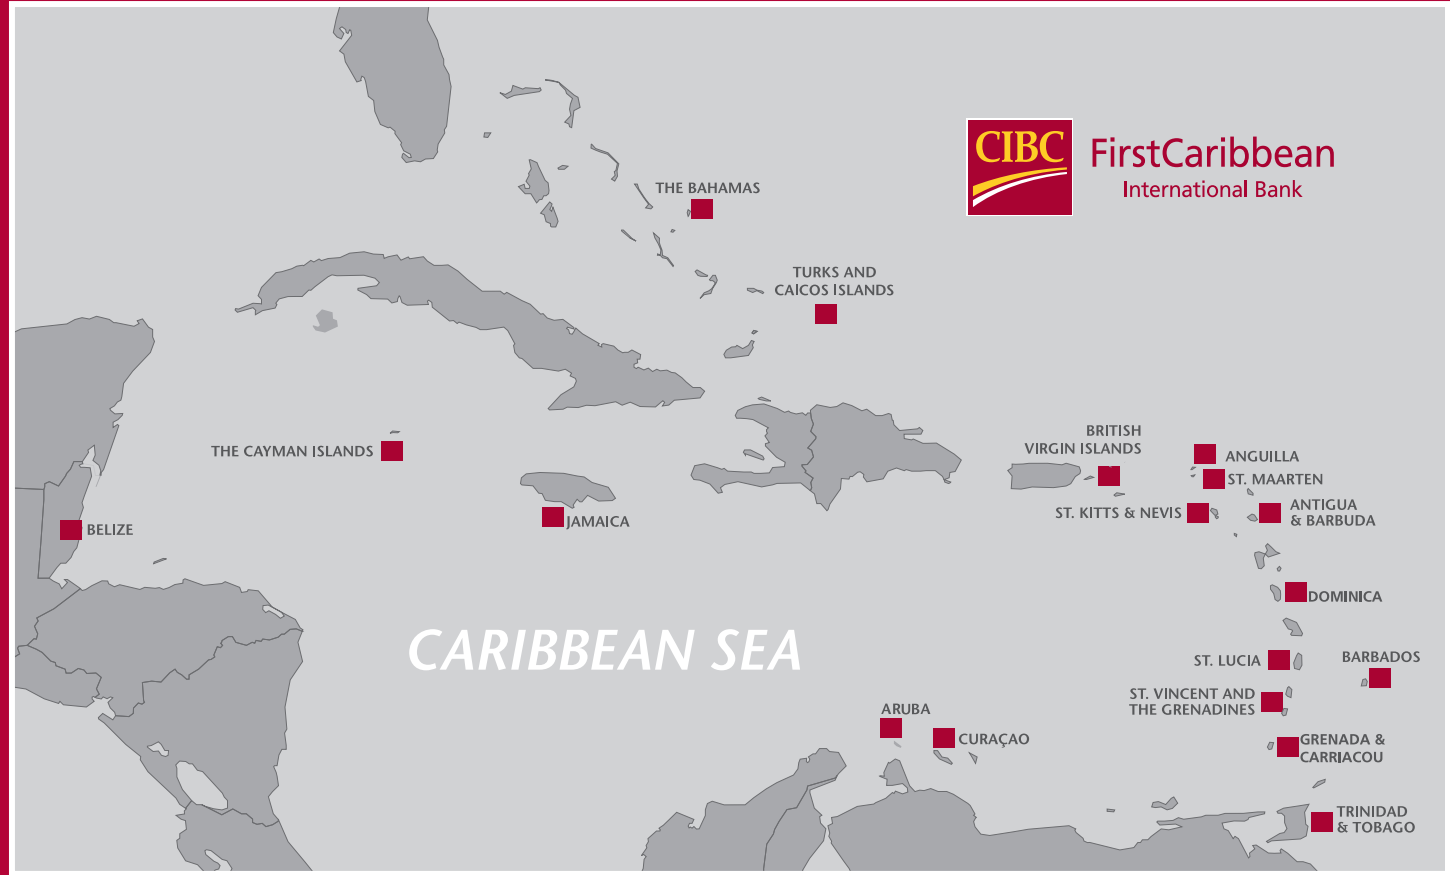 CIBC
FirstCaribbean
International Bank
THE BAHAMAS
TURKS AND
CAICOS ISLANDS
THE CAYMAN ISLANDS
BRITISH
VIRGIN ISLANDS
ANGUILLA
ST. MAARTEN
ST. KITTS & NEVIS
ANTIGUA
& BARBUDA
JAMAICA
BELIZE
DOMINICA
CARIBBEAN SEA
ST. LUCIA
BARBADOS
ST. VINCENT AND
THE GRENADINES
ARUBA
CURAÇAO
GRENADA &
CARRIACOU
TRINIDAD
& TOBAGO